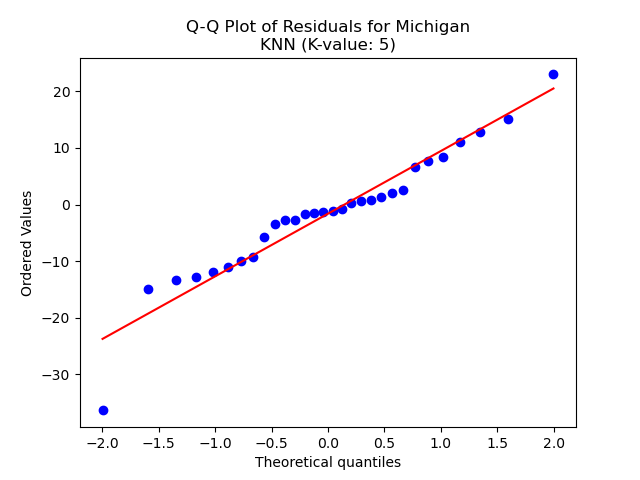 Q-Q Plot of Residuals for Michigan
KNN (K-value: 5)
20
10
0
−10
−20
−30
Ordered Values
−2.0 −1.5 −1.0 −0.5 0.0 0.5 1.0 1.5 2.0
Theoretical quantiles